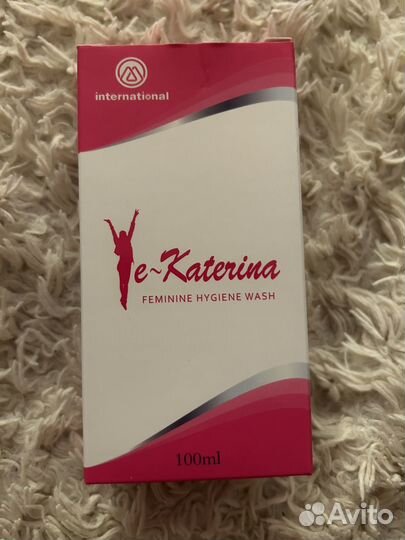 international
e~Katerina
FEMININE HYGIENE WASH
100ml
Avito